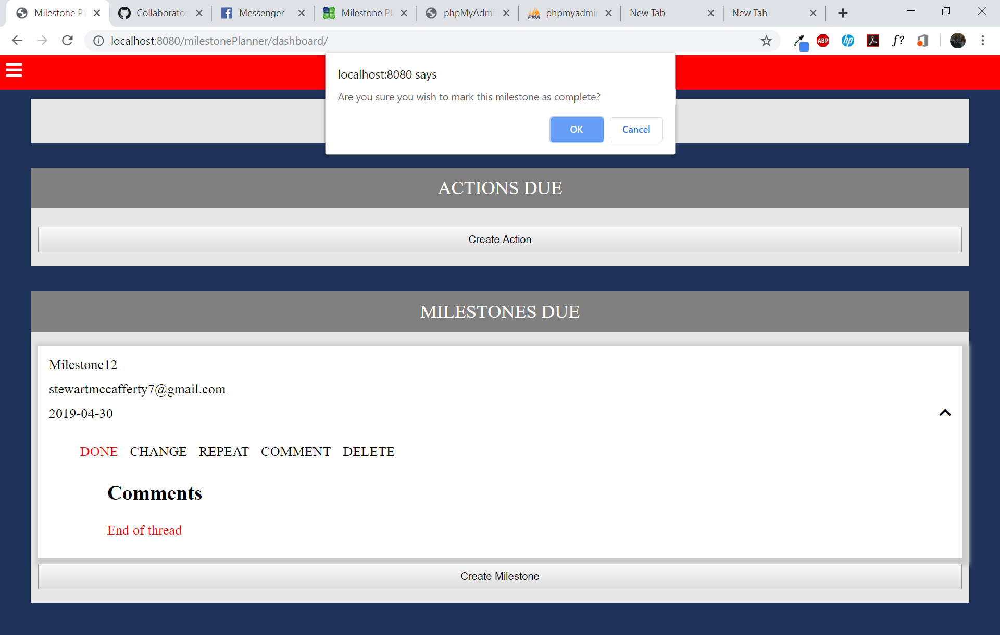 Milestone Pl
Collaborator
Messenger
Milestone Pl
phpMyAdmi
phpmyadmin
New Tab
New Tab
localhost:8080/milestonePlanner/dashboard/
ABP
hp
f?
localhost:8080 says
Are you sure you wish to mark this milestone as complete?
OK
Cancel
ACTIONS DUE
Create Action
MILESTONES DUE
Milestone12
stewartmccafferty7@gmail.com
2019-04-30
DONE CHANGE REPEAT COMMENT DELETE
Comments
End of thread
Create Milestone